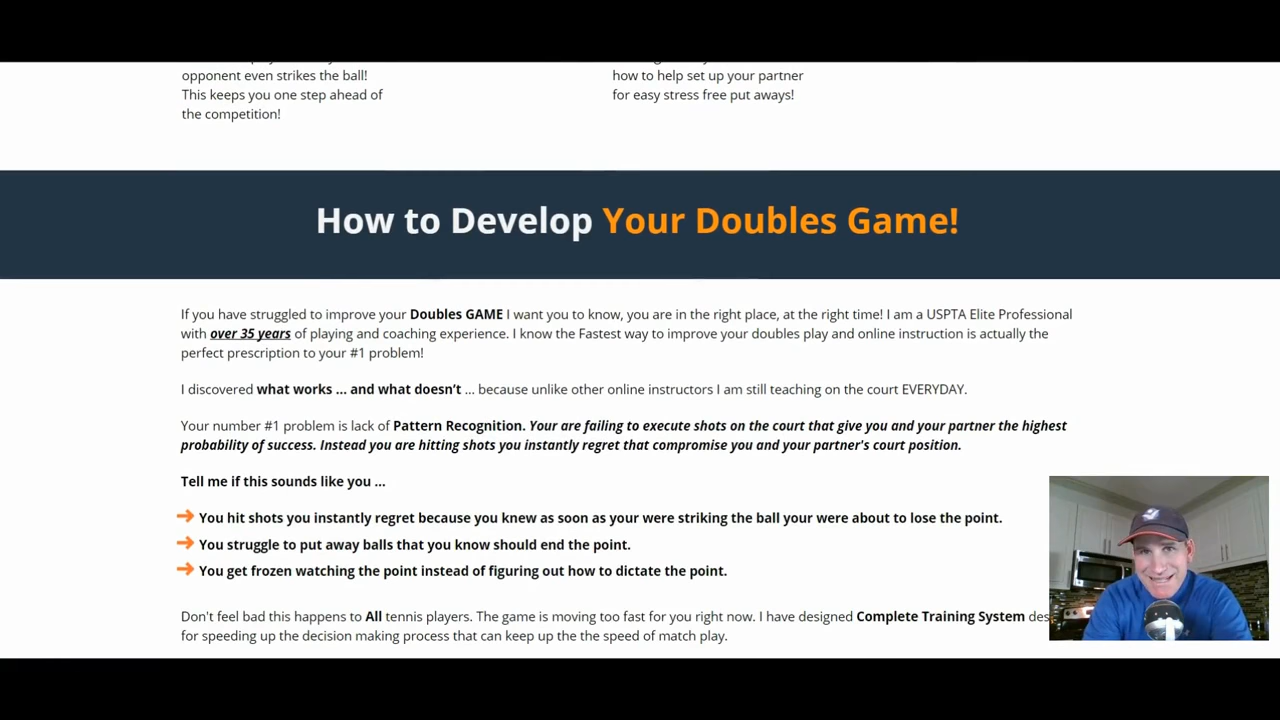 opponent even strikes the ball!
This keeps you one step ahead of
the competition!
how to help set up your partner
for easy stress free put aways!
How to Develop Your Doubles Game!
If you have struggled to improve your Doubles GAME I want you to know, you are in the right place, at the right time! I am a USPTA Elite Professional
with over 35 years of playing and coaching experience. I know the Fastest way to improve your doubles play and online instruction is actually the
perfect prescription to your #1 problem!
I discovered what works ... and what doesn't ... because unlike other online instructors I am still teaching on the court EVERYDAY.
Your number #1 problem is lack of Pattern Recognition. Your are failing to execute shots on the court that give you and your partner the highest
probability of success. Instead you are hitting shots you instantly regret that compromise you and your partner's court position.
Tell me if this sounds like you ...
You hit shots you instantly regret because you knew as soon as your were striking the ball your were about to lose the point.
You struggle to put away balls that you know should end the point.
You get frozen watching the point instead of figuring out how to dictate the point.
Don't feel bad this happens to All tennis players. The game is moving too fast for you right now. I have designed Complete Training System
for speeding up the decision making process that can keep up the the speed of match play.